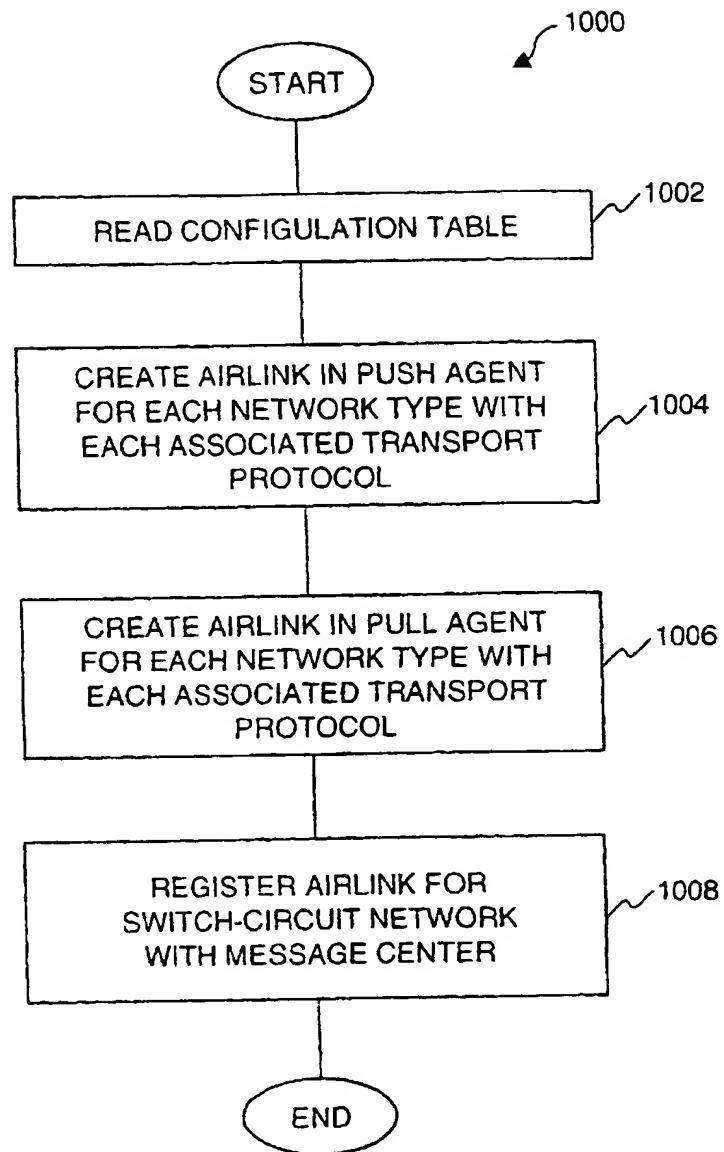 1000
START
READ CONFIGULATION TABLE
1002
CREATE AIRLINK IN PUSH AGENT
FOR EACH NETWORK TYPE WITH
EACH ASSOCIATED TRANSPORT
PROTOCOL
1004
CREATE AIRLINK IN PULL AGENT
FOR EACH NETWORK TYPE WITH
EACH ASSOCIATED TRANSPORT
PROTOCOL
1006
REGISTER AIRLINK FOR
SWITCH-CIRCUIT NETWORK
WITH MESSAGE CENTER
1008
END